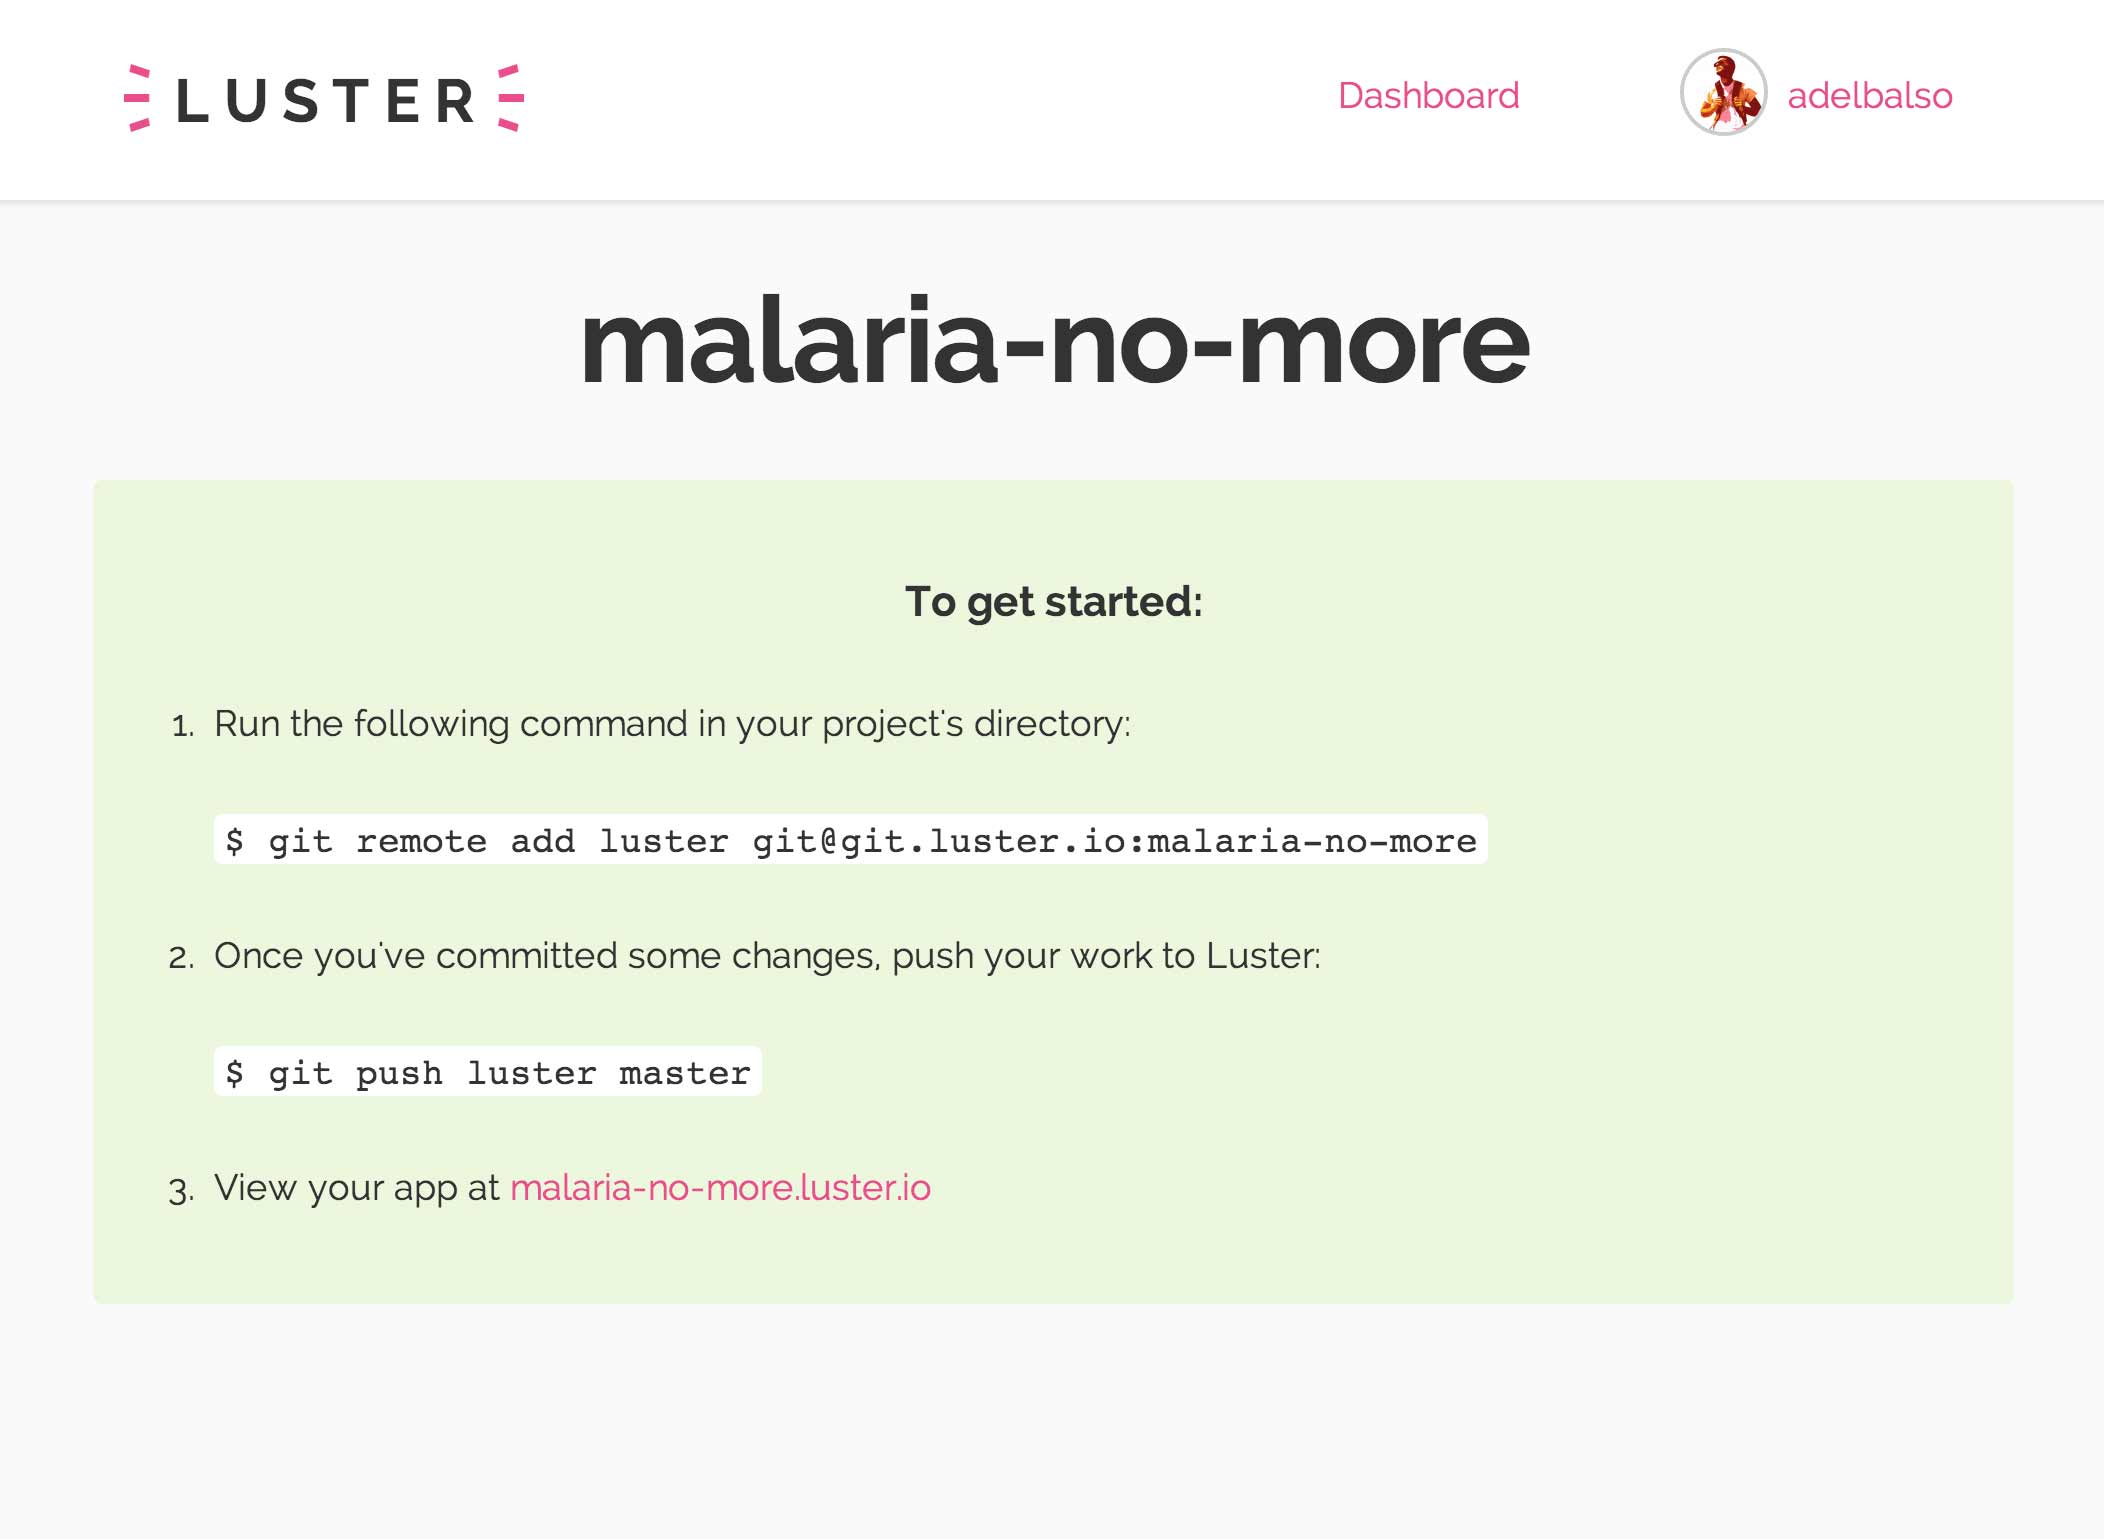 LUSTER
Dashboard
adelbalso
malaria-no-more
To get started:
1. Run the following command in your project's directory:
$ git remote add luster git@git.luster.io:malaria-no-more
2. Once you've committed some changes, push your work to Luster:
$ git push luster master
3. View your app at malaria-no-more.luster.io